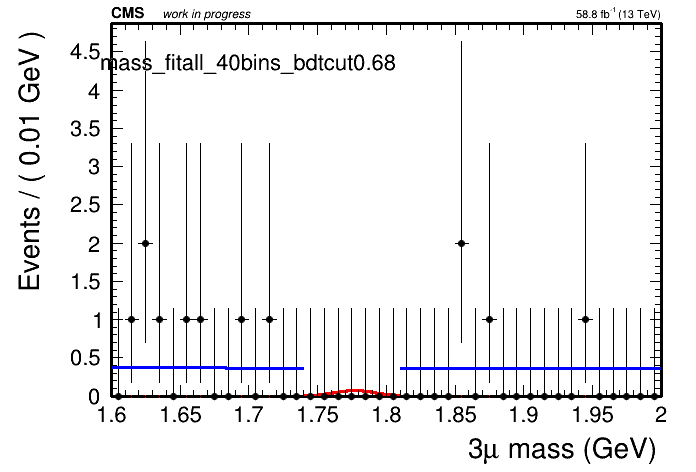 CMS work in progress 58.8 fb⁻¹ (13 TeV)
mass_fitall_40bins_bdtcut0.68
Events / ( 0.01 GeV )
4.5
4
3.5
3
2.5
2
1.5
1
0.5
0
1.6 1.65 1.7 1.75 1.8 1.85 1.9 1.95 2
3μ mass (GeV)